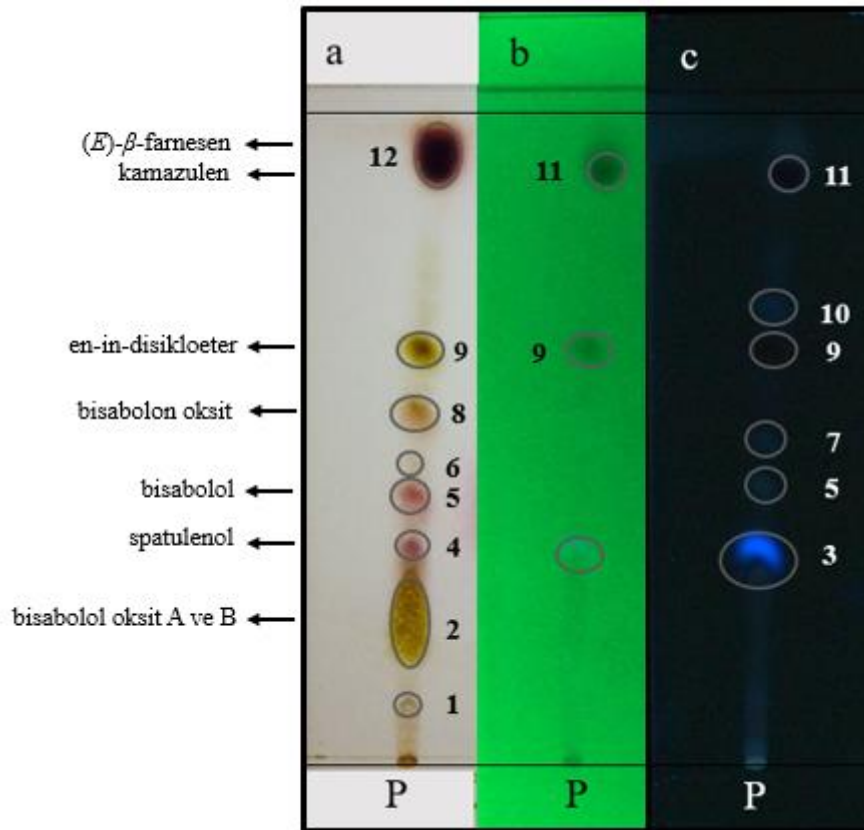 a b c
(E)-β-farnesen
kamazulen
12 11 11
10
en-in-disikloeter
9 9 9
bisabolon oksit
8
7
6
bisabolol
5 5
spatulenol
4 3
bisabolol oksit A ve B
2
1
P P P